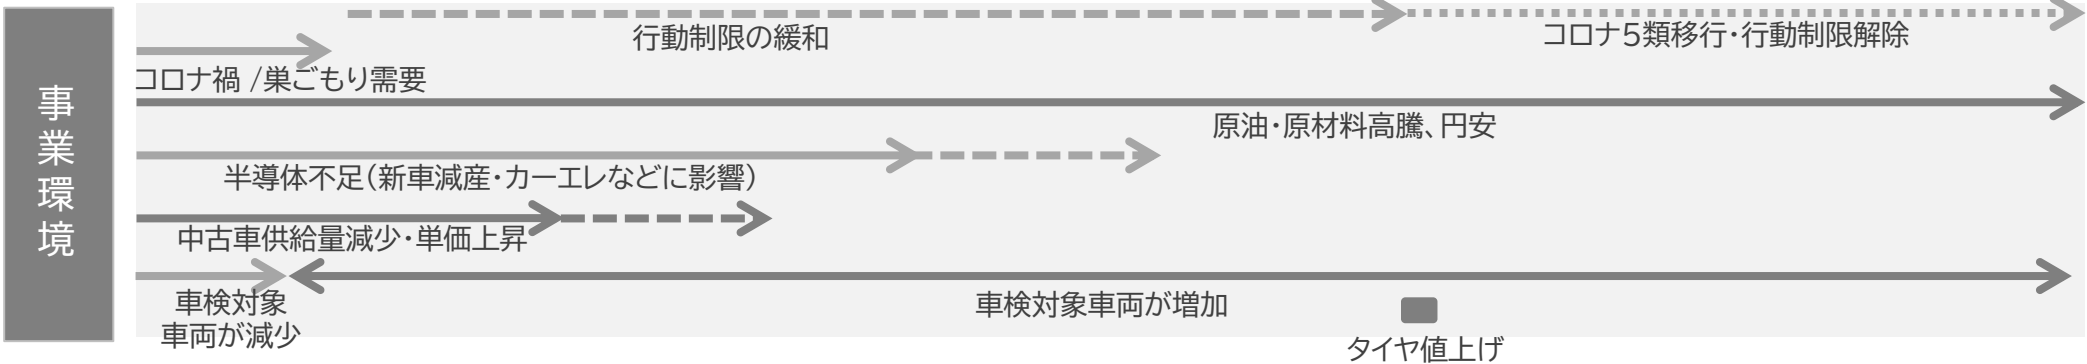 事業環境
行動制限の緩和
コロナ5類移行・行動制限解除
コロナ禍 /巣ごもり需要
原油・原材料高騰、円安
半導体不足(新車減産・カーエレなどに影響)
中古車供給量減少・単価上昇
車検対象
車両が減少
車検対象車両が増加
タイヤ値上げ